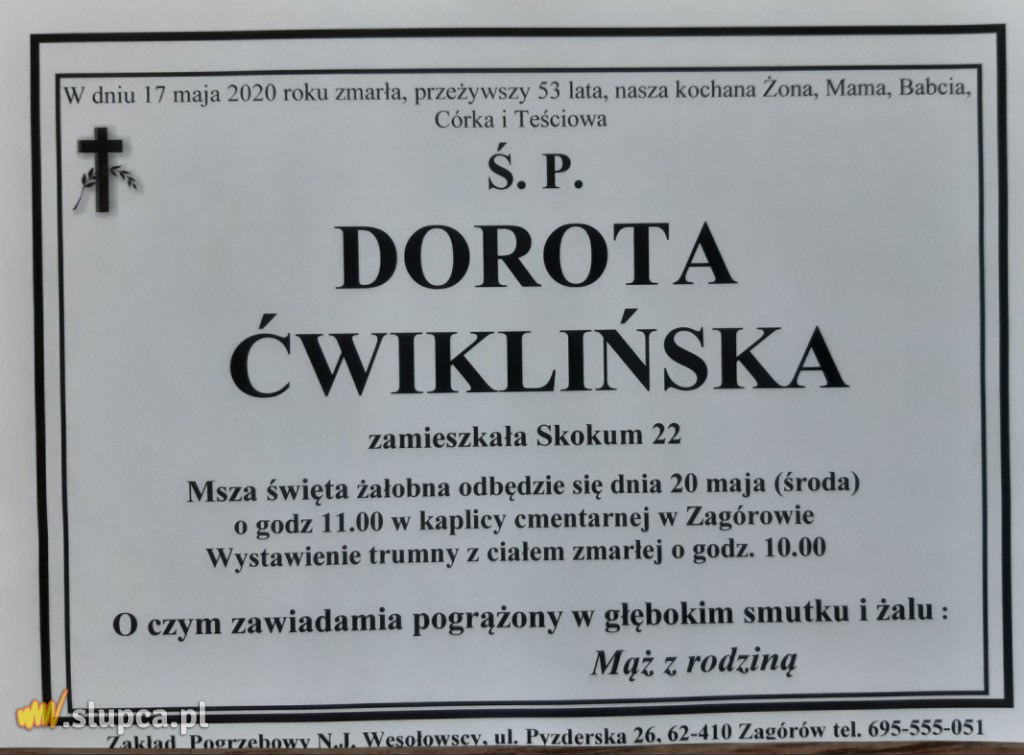 W dniu 17 maja 2020 roku zmarła, przeżywszy 53 lata, nasza kochana Żona, Mama, Babcia,
Córka i Teściowa
Ś. P.
DOROTA
ĆWIKLIŃSKA
zamieszkała Skokum 22
Msza święta żałobna odbędzie się dnia 20 maja (środa)
o godz 11.00 w kaplicy cmentarnej w Zagórowie
Wystawienie trumny z ciałem zmarłej o godz. 10.00
O czym zawiadamia pogrążony w głębokim smutku i żalu :
Mąż z rodziną
www.slupca.pl
Zakład Pogrzebowy N.J. Wesołowscy, ul. Pyzderska 26, 62-410 Zagórów tel. 695-555-051